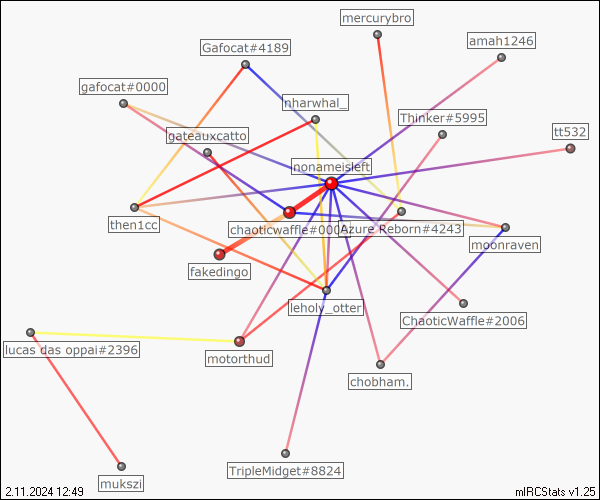 mercurybro
amah1246
Gafocat#4189
gafocat#0000
nharwhal_
Thinker#5995
gateauxcatto
tt532
nonameisleft
then1cc
chaoticwaffle#000
Azure Reborn#4243
moonraven
fakedingo
leholy_otter
ChaoticWaffle#2006
lucas das oppai#2396
motorthud
chobham.
TripleMidget#8824
mukszi
2.11.2024 12:49
mIRCStats v1.25